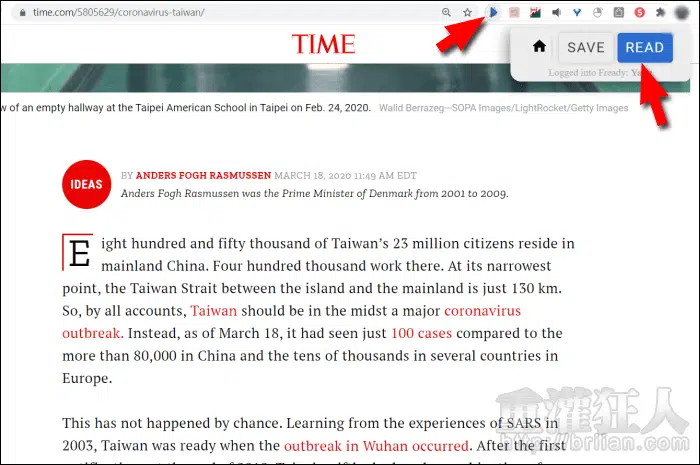 time.com/5805629/coronavirus-taiwan/
TIME
SAVE
READ
Logged into Fready:
w of an empty hallway at the Taipei American School in Taipei on Feb. 24, 2020. Walid Berrazeg—SOPA Images/LightRocket/Getty Images
IDEAS
BY ANDERS FOGH RASMUSSEN MARCH 18, 2020 11:49 AM EDT
Anders Fogh Rasmussen was the Prime Minister of Denmark from 2001 to 2009.
Eight hundred and fifty thousand of Taiwan's 23 million citizens reside in
mainland China. Four hundred thousand work there. At its narrowest
point, the Taiwan Strait between the island and the mainland is just 130 km.
So, by all accounts, Taiwan should be in the midst a major coronavirus
outbreak. Instead, as of March 18, it had seen just 100 cases compared to the
more than 80,000 in China and the tens of thousands in several countries in
Europe.
This has not happened by chance. Learning from the experiences of SARS in
2003, Taiwan was ready when the outbreak in Wuhan occurred. After the first
重灌狂人
http://briian.com